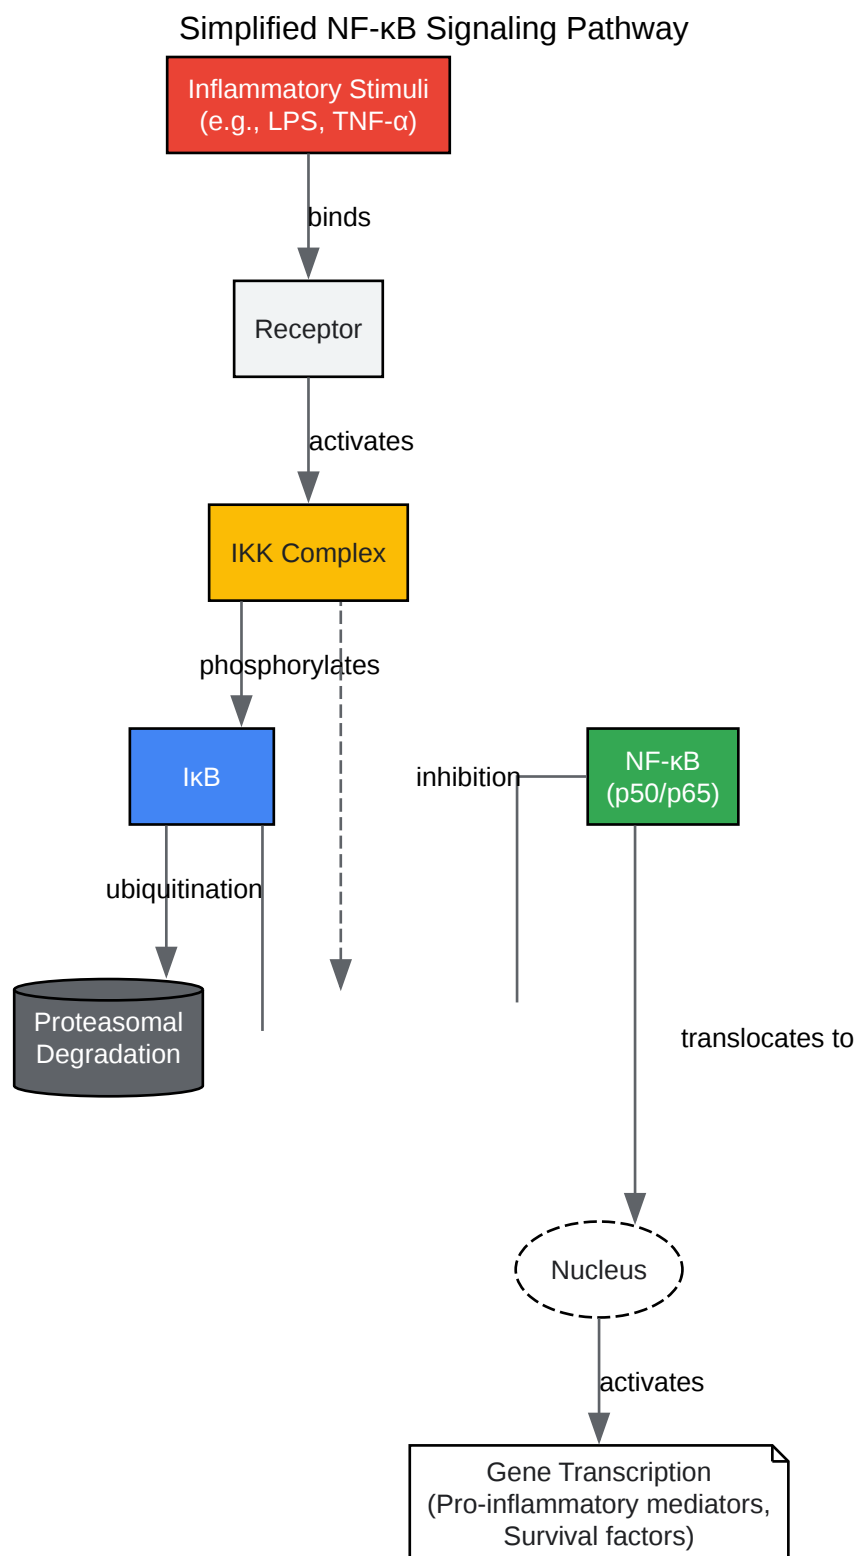 Simplified NF-κB Signaling Pathway
Inflammatory Stimuli
(e.g., LPS, TNF-α)
binds
Receptor
activates
IKK Complex
phosphorylates
IκB
inhibition
NF-κB
(p50/p65)
ubiquitination
Proteasomal
Degradation
translocates to
Nucleus
activates
Gene Transcription
(Pro-inflammatory mediators,
Survival factors)